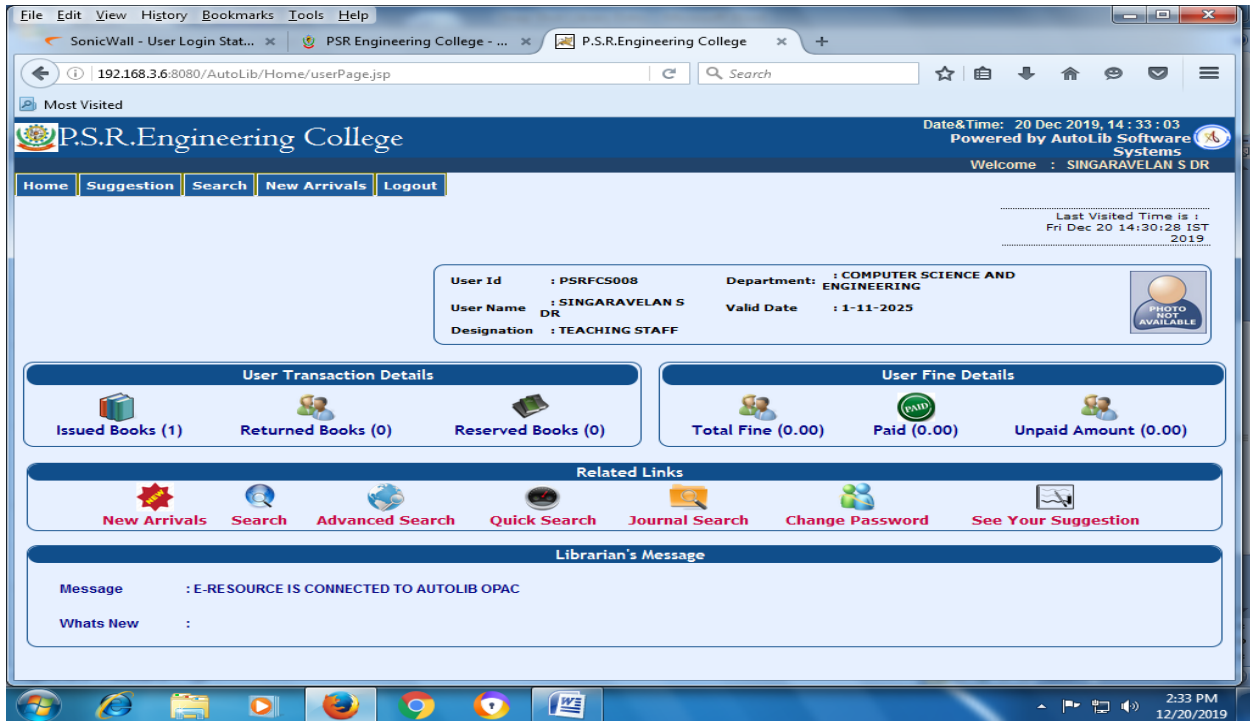 File Edit View History Bookmarks Tools Help
SonicWall - User Login Stat... × PSR Engineering College - ... × P.S.R.Engineering College × +
192.168.3.6:8080/AutoLib/Home/userPage.jsp Search
Most Visited
P.S.R.Engineering College
Date&Time: 20 Dec 2019, 14 : 33 : 03
Powered by AutoLib Software
Systems
Welcome : SINGARAVELAN S DR
Home Suggestion Search New Arrivals Logout
Last Visited Time is :
Fri Dec 20 14:30:28 IST
2019
User Id : PSRFCS008 Department: : COMPUTER SCIENCE AND
ENGINEERING
User Name : SINGARAVELAN S
DR
Valid Date : 1-11-2025
Designation : TEACHING STAFF
PHOTO
NOT
AVAILABLE
User Transaction Details
Issued Books (1) Returned Books (0) Reserved Books (0)
User Fine Details
PAID
Total Fine (0.00) Paid (0.00) Unpaid Amount (0.00)
Related Links
NEW
New Arrivals Search Advanced Search Quick Search Journal Search Change Password See Your Suggestion
Librarian's Message
Message : E-RESOURCE IS CONNECTED TO AUTOLIB OPAC
Whats New :
2:33 PM
12/20/2019